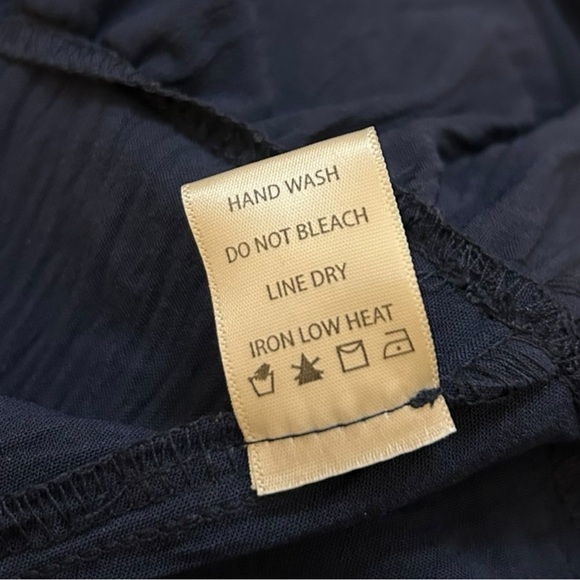 HAND WASH
DO NOT BLEACH
LINE DRY
IRON LOW HEAT